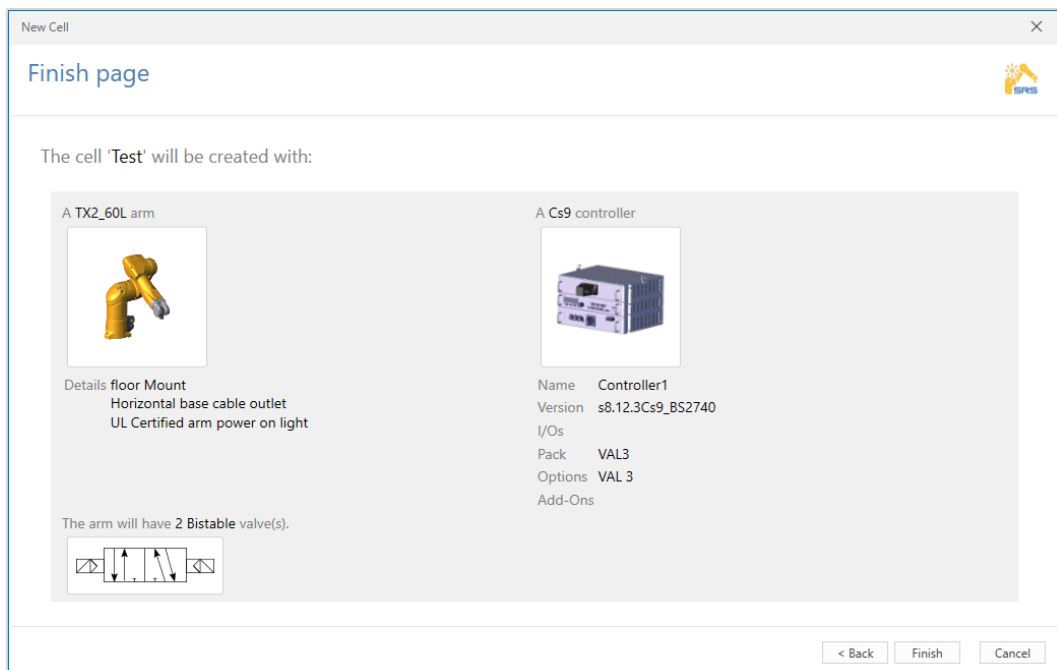 New Cell
Finish page
SRS
The cell 'Test' will be created with:
A TX2_60L arm
Details floor Mount
Horizontal base cable outlet
UL Certified arm power on light
The arm will have 2 Bistable valve(s).
A Cs9 controller
Name Controller1
Version s8.12.3Cs9_BS2740
I/Os
Pack VAL3
Options VAL 3
Add-Ons
< Back Finish Cancel